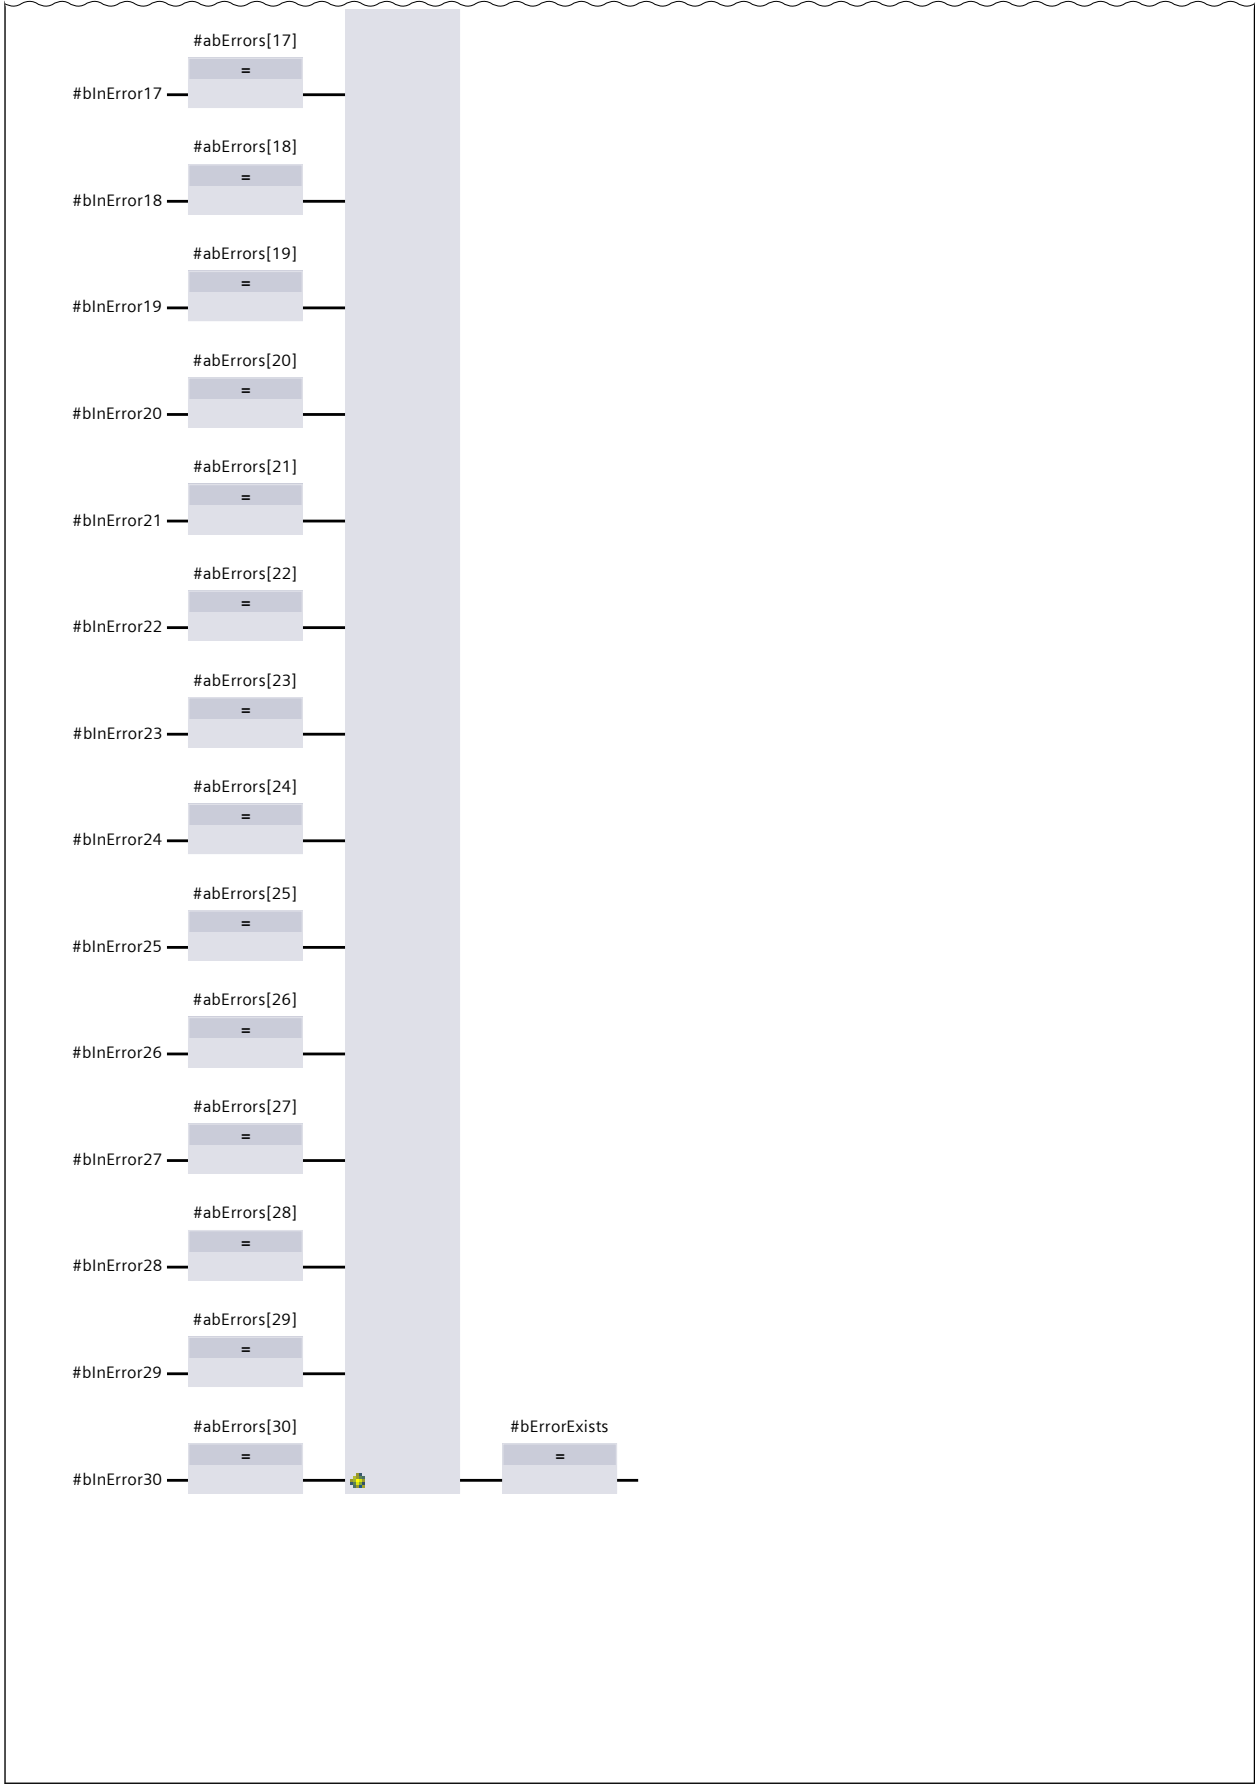 #abErrors[17]
=
#bInError17
#abErrors[18]
=
#bInError18
#abErrors[19]
=
#bInError19
#abErrors[20]
=
#bInError20
#abErrors[21]
=
#bInError21
#abErrors[22]
=
#bInError22
#abErrors[23]
=
#bInError23
#abErrors[24]
=
#bInError24
#abErrors[25]
=
#bInError25
#abErrors[26]
=
#bInError26
#abErrors[27]
=
#bInError27
#abErrors[28]
=
#bInError28
#abErrors[29]
=
#bInError29
#abErrors[30] #bErrorExists
= =
#bInError30